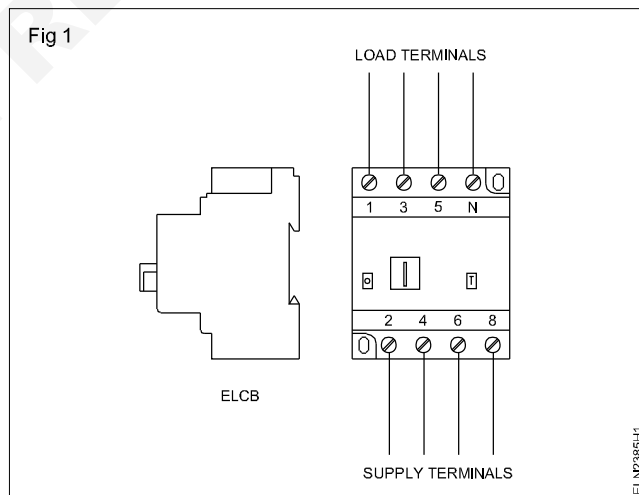 Fig 1
LOAD TERMINALS
1 3 5 N
T
2 4 6 8
ELCB
SUPPLY TERMINALS